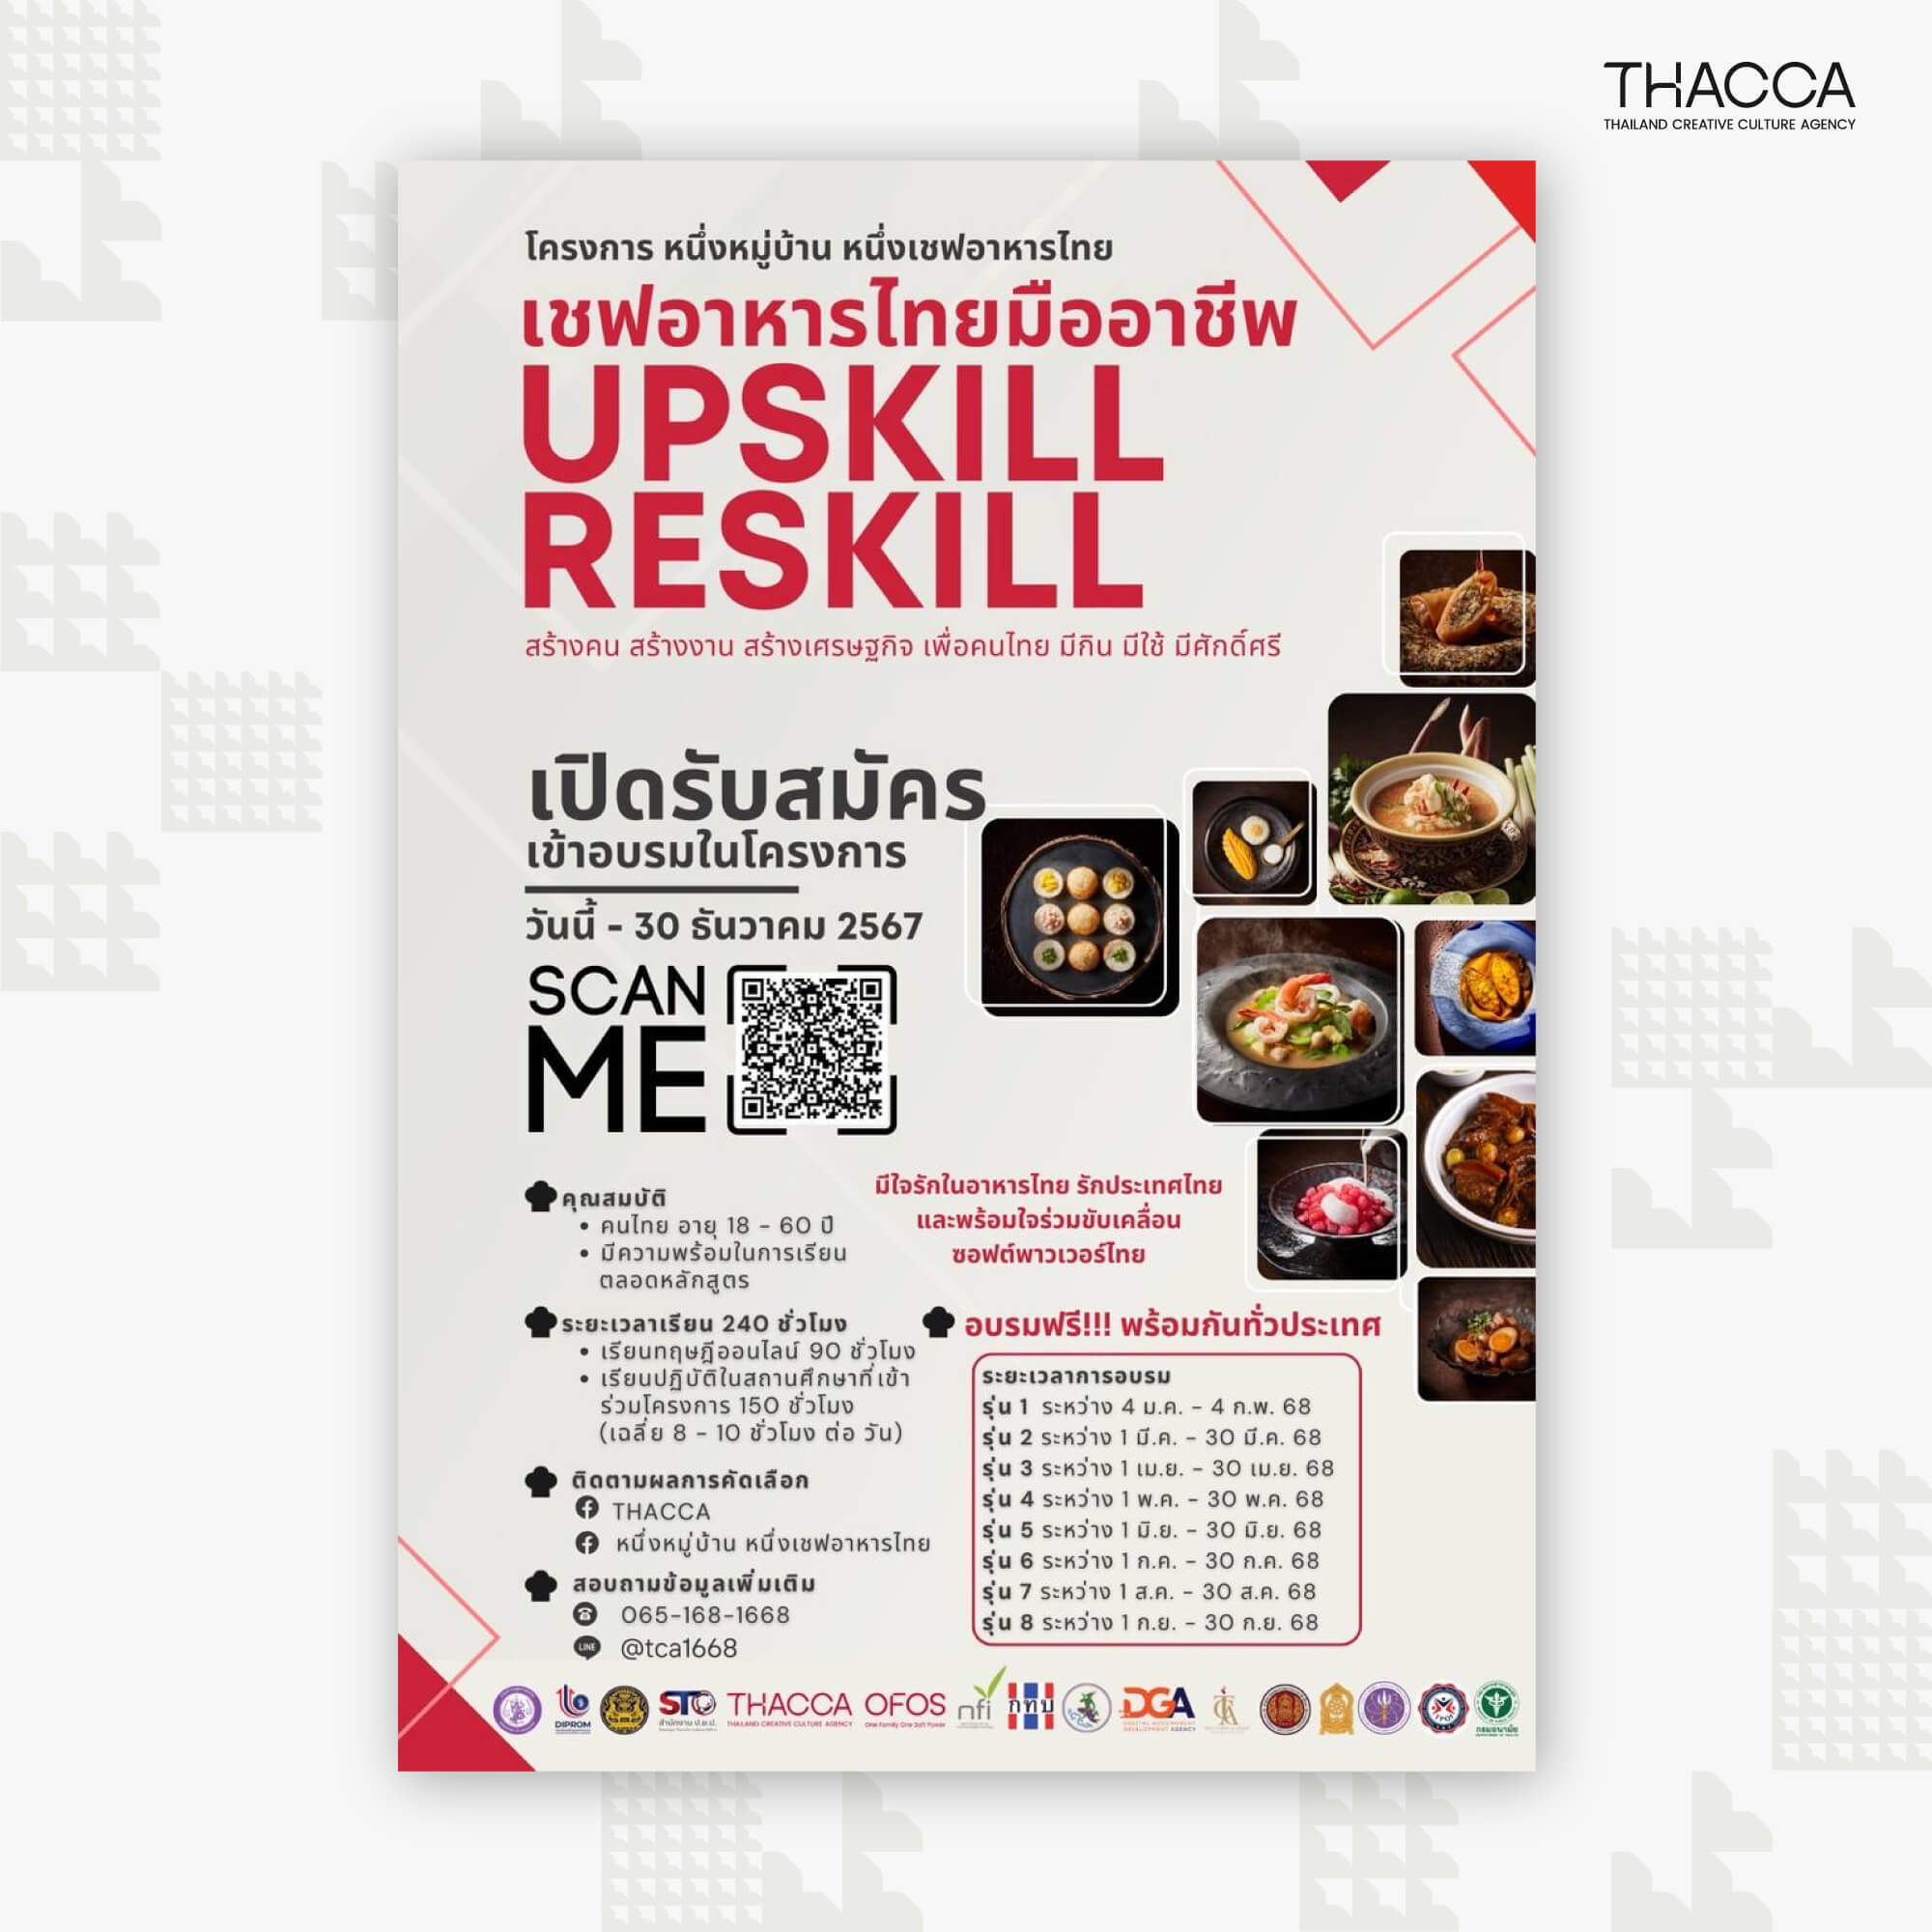 THACCA
THAILAND CREATIVE CULTURE AGENCY
โครงการ หนึ่งหมู่บ้าน หนึ่งเชฟอาหารไทย
เชฟอาหารไทยมืออาชีพ
UPSKILL
RESKILL
สร้างคน สร้างงาน สร้างเศรษฐกิจ เพื่อคนไทย มีกิน มีใช้ มีศักดิ์ศรี
เปิดรับสมัคร
เข้าอบรมในโครงการ
วันนี้ - 30 ธันวาคม 2567
SCAN
ME
คุณสมบัติ
• คนไทย อายุ 18 – 60 ปี
• มีความพร้อมในการเรียน
ตลอดหลักสูตร
มีใจรักในอาหารไทย รักประเทศไทย
และพร้อมใจร่วมขับเคลื่อน
ซอฟต์พาวเวอร์ไทย
ระยะเวลาเรียน 240 ชั่วโมง
• เรียนทฤษฎีออนไลน์ 90 ชั่วโมง
• เรียนปฏิบัติในสถานศึกษาที่เข้า
ร่วมโครงการ 150 ชั่วโมง
(เฉลี่ย 8 – 10 ชั่วโมง ต่อ วัน)
ติดตามผลการคัดเลือก
THACCA
หนึ่งหมู่บ้าน หนึ่งเชฟอาหารไทย
สอบถามข้อมูลเพิ่มเติม
065-168-1668
LINE @tca1668
อบรมฟรี!!! พร้อมกันทั่วประเทศ
ระยะเวลาการอบรม
รุ่น 1 ระหว่าง 4 ม.ค. – 4 ก.พ. 68
รุ่น 2 ระหว่าง 1 มี.ค. – 30 มี.ค. 68
รุ่น 3 ระหว่าง 1 เม.ย. – 30 เม.ย. 68
รุ่น 4 ระหว่าง 1 พ.ค. – 30 พ.ค. 68
รุ่น 5 ระหว่าง 1 มิ.ย. – 30 มิ.ย. 68
รุ่น 6 ระหว่าง 1 ก.ค. – 30 ก.ค. 68
รุ่น 7 ระหว่าง 1 ส.ค. – 30 ส.ค. 68
รุ่น 8 ระหว่าง 1 ก.ย. – 30 ก.ย. 68
DIPROM
STC
THACCA
THAILAND CREATIVE CULTURE AGENCY
OFOS
One Family One Soft Power
nfi
กทบ
DGA
DIGITAL GOVERNMENT
DEVELOPMENT AGENCY
TPQI
กรมอนามัย